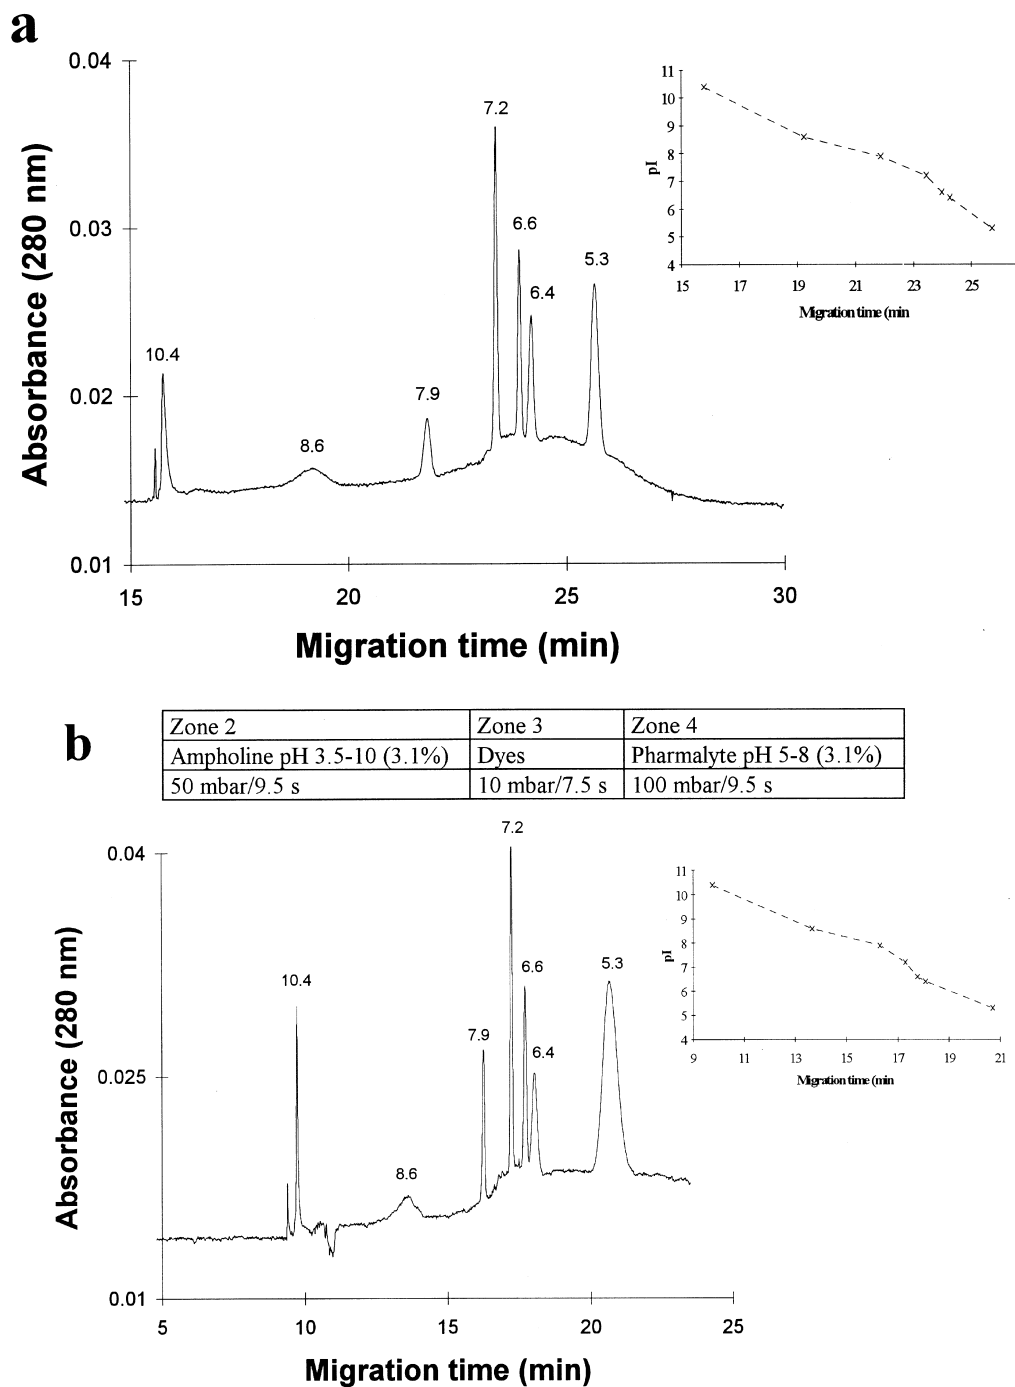 a
Absorbance (280 nm)
0.04
0.03
0.02
0.01
10.4
8.6
7.9
7.2
6.6
6.4
5.3
15 20 25 30
Migration time (min)
pI
11
10
9
8
7
6
5
4
15 17 19 21 23 25
Migration time (min
b
Zone 2 Zone 3 Zone 4
Ampholine pH 3.5-10 (3.1%) Dyes Pharmalyte pH 5-8 (3.1%)
50 mbar/9.5 s 10 mbar/7.5 s 100 mbar/9.5 s
Absorbance (280 nm)
0.04
0.025
0.01
10.4
8.6
7.9
7.2
6.6
6.4
5.3
5 10 15 20 25
Migration time (min)
pI
11
10
9
8
7
6
5
4
9 11 13 15 17 19 21
Migration time (min